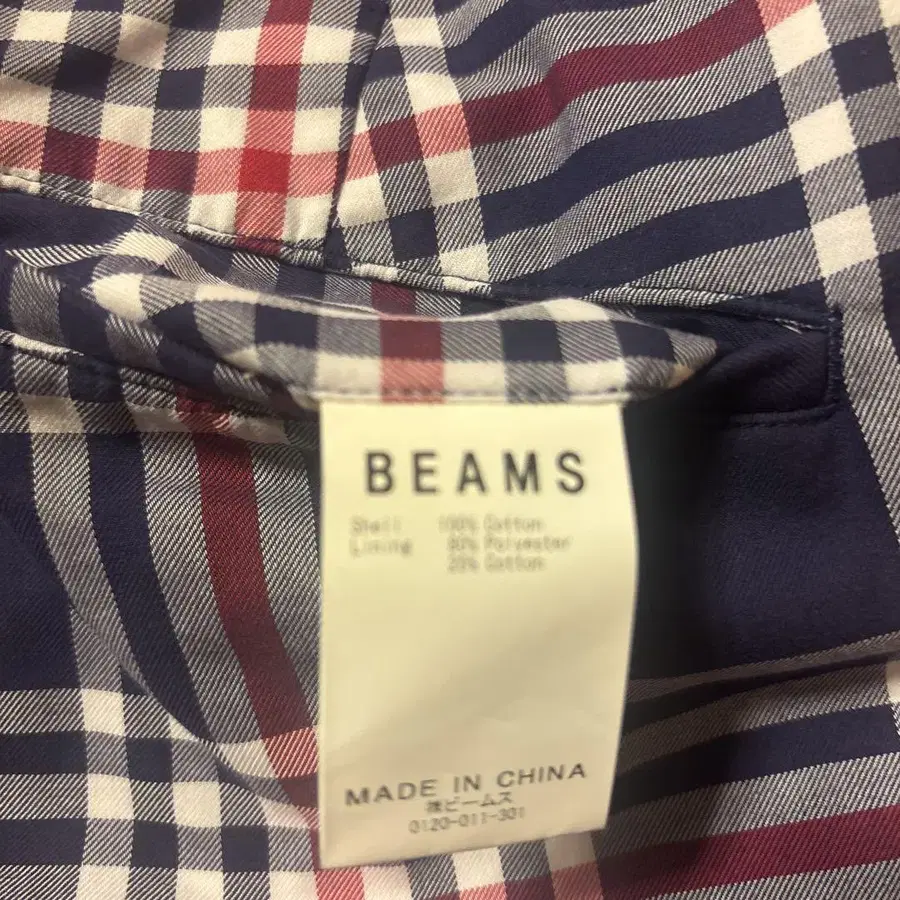 BEAMS
Shell 100% Cotton
Lining 80% Polyester
20% Cotton
MADE IN CHINA
㈱ビームス
0120-011-301